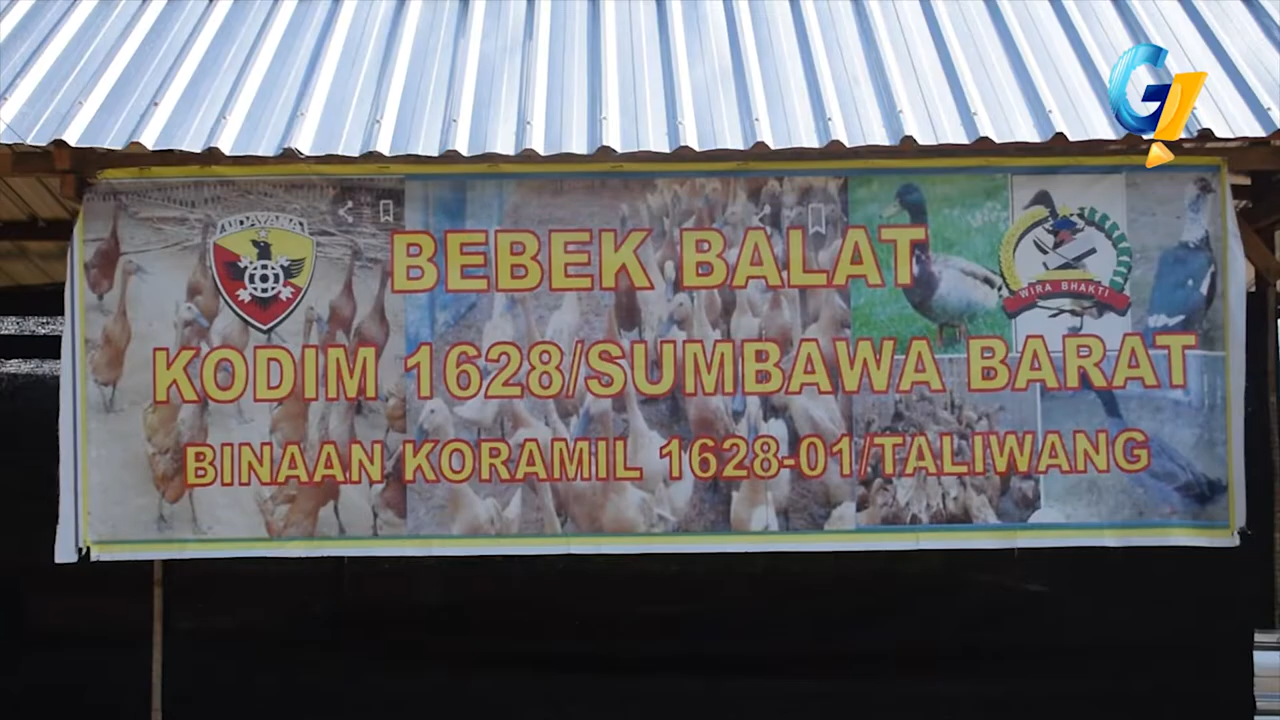 G!
UDAYANA
BEBEK BALAT
WIRA BHAKTI
KODIM 1628/SUMBAWA BARAT
BINAAN KORAMIL 1628-01/TALIWANG